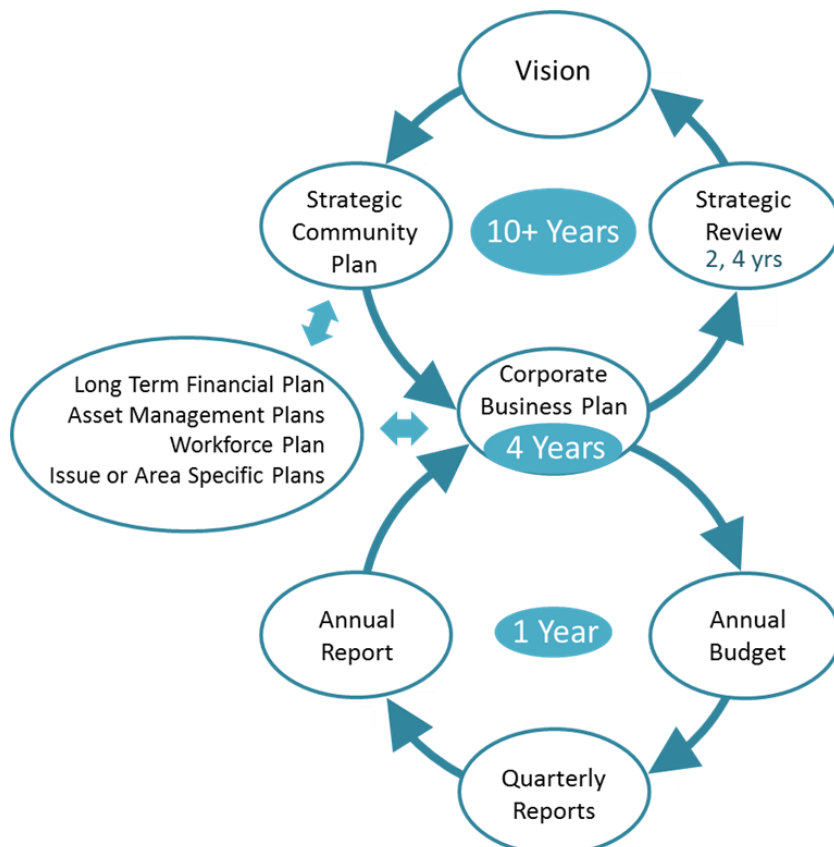 Vision
Strategic
Community
Plan
10+ Years
Strategic
Review
2, 4 yrs
Long Term Financial Plan
Asset Management Plans
Workforce Plan
Issue or Area Specific Plans
Corporate
Business Plan
4 Years
Annual
Report
1 Year
Annual
Budget
Quarterly
Reports